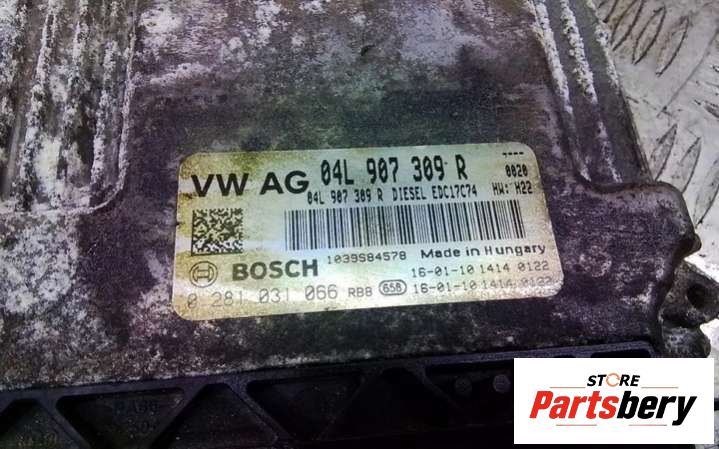 VW AG 04L 907 309 R ----
0020
04L 907 309 R DIESEL EDC17C74 HW: H22
BOSCH 1039S84578 Made in Hungary
16-01-10 1414 0122
0 281 031 066 RBB 658 16-01-10 1414 0122
STORE
Partsbery